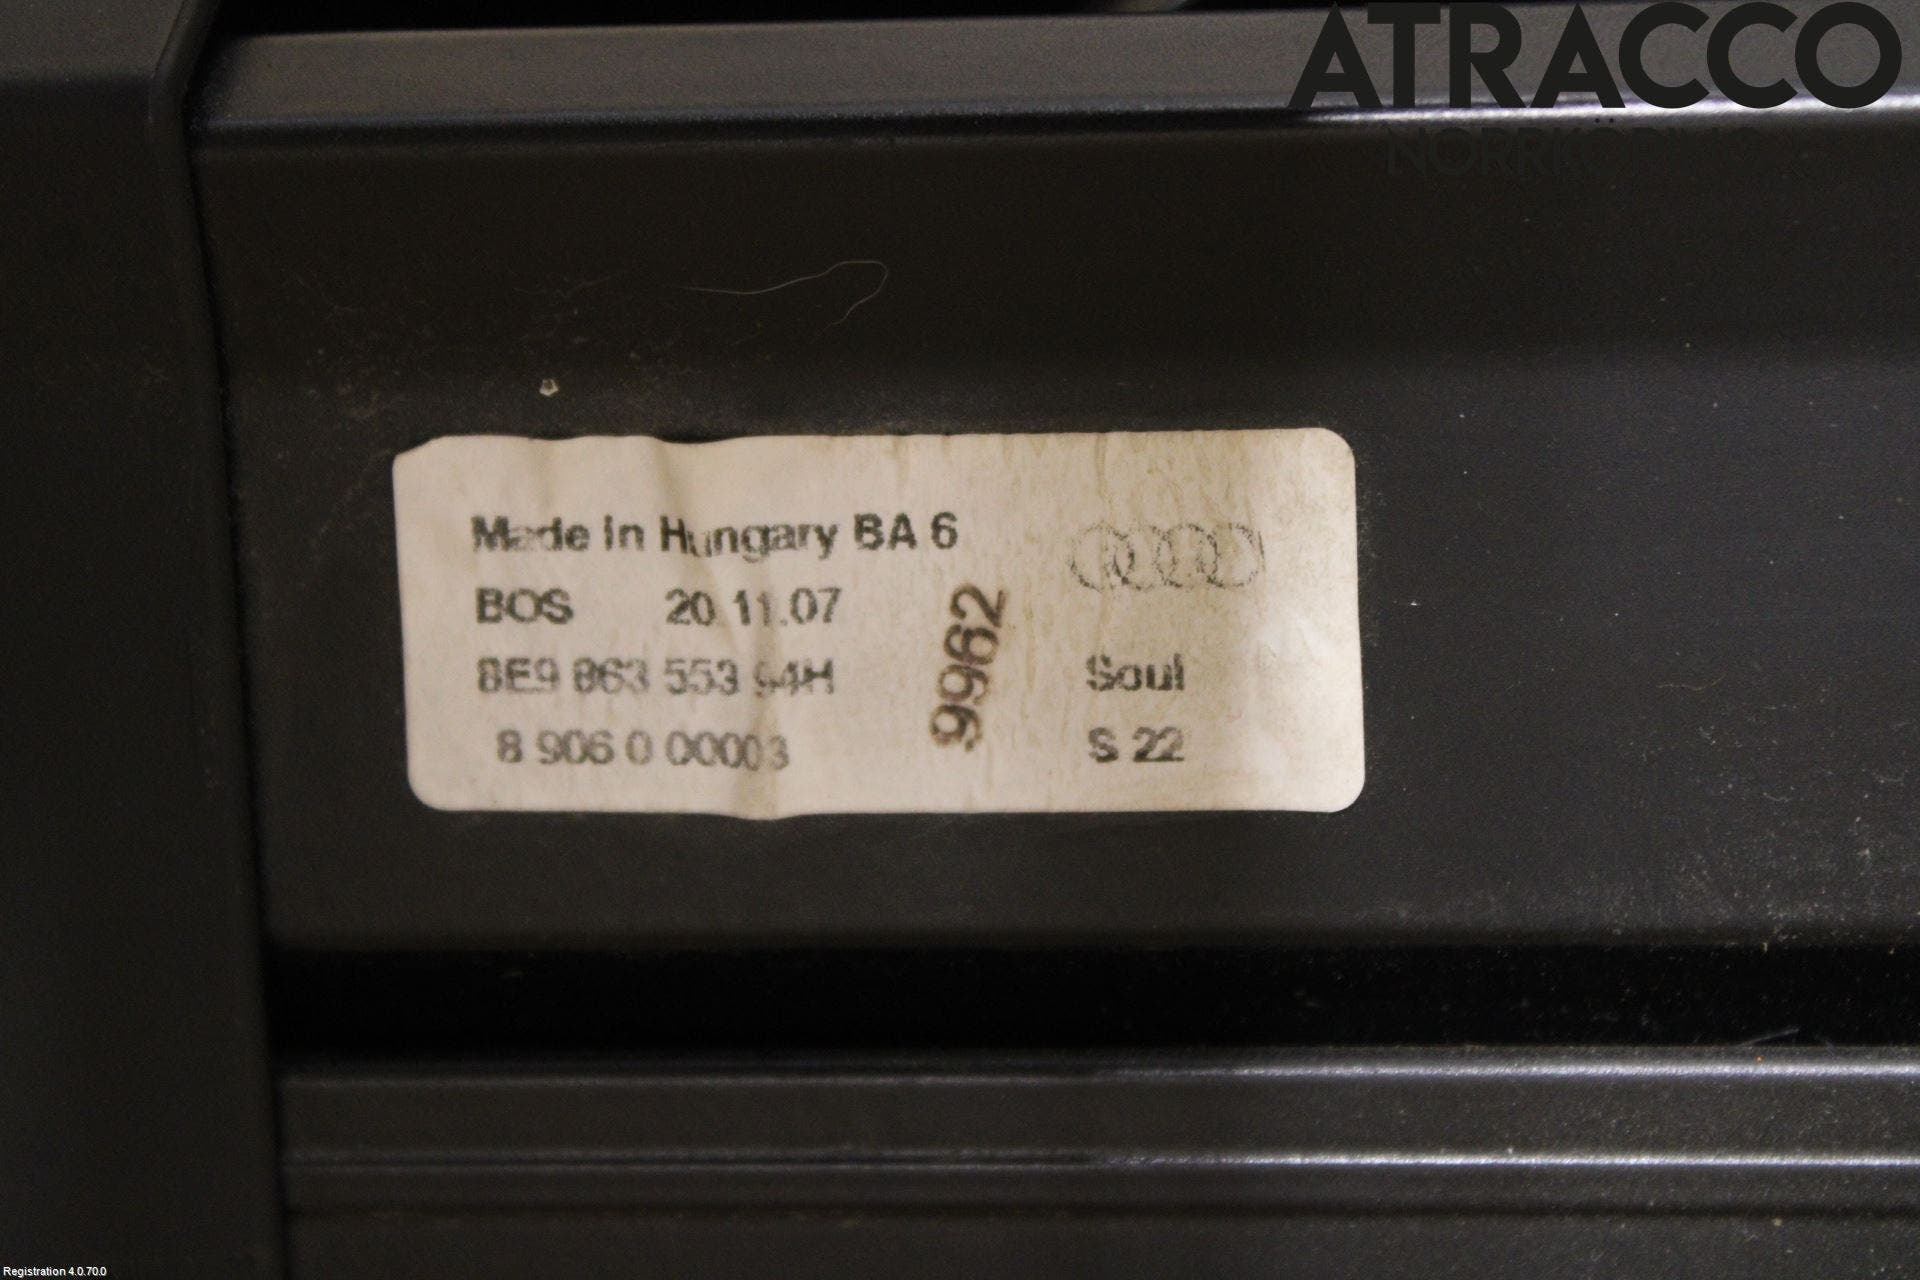 ATRACCO
NORRKÖPING
Made in Hungary BA 6
BOS 20.11.07
8E9 863 553 94H
8 906 0 00003
9962
Soul
S 22
Registration 4.0.70.0